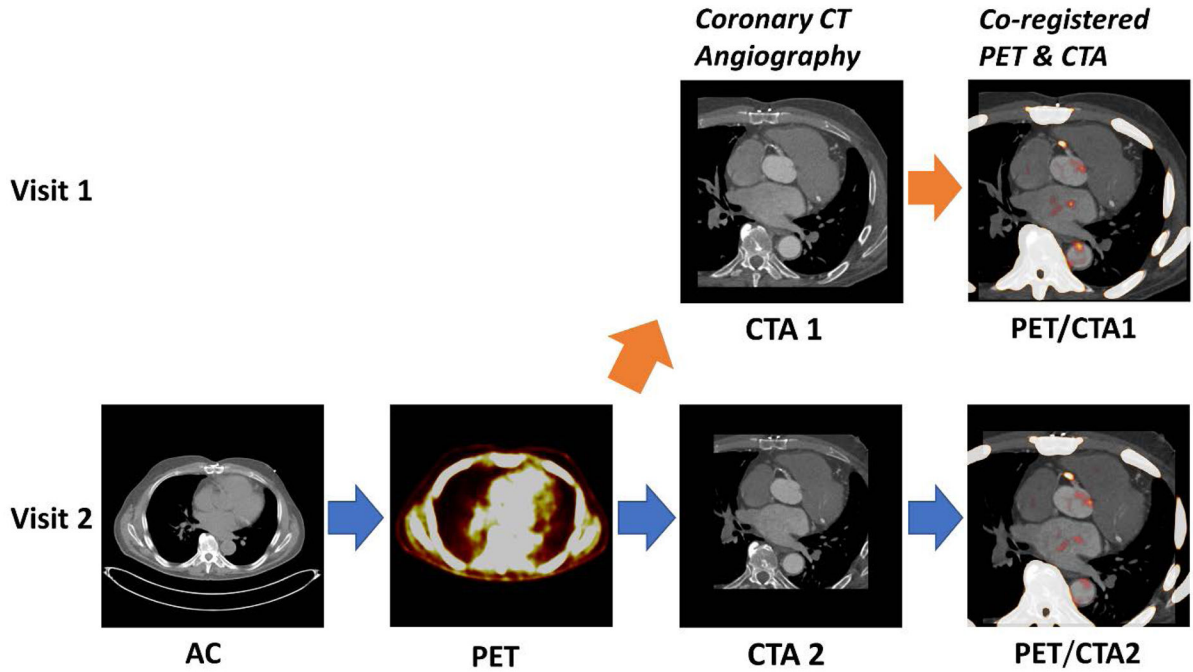 Coronary CT
Angiography
Co-registered
PET & CTA
Visit 1
CTA 1
PET/CTA1
Visit 2
AC
PET
CTA 2
PET/CTA2